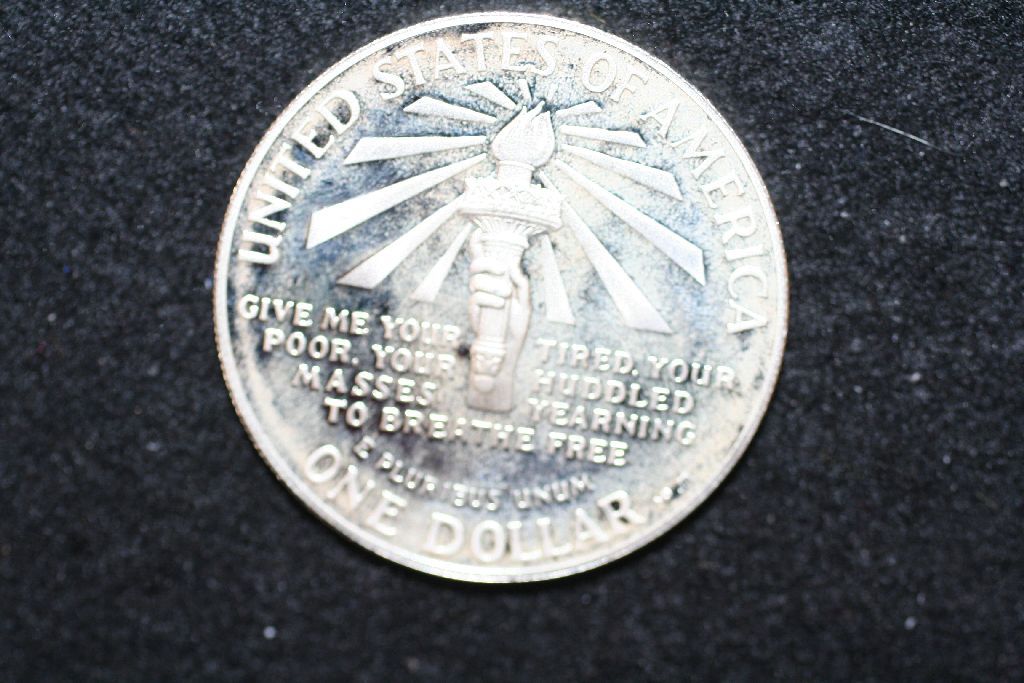 UNITED STATES OF AMERICA
GIVE ME YOUR TIRED, YOUR
POOR, YOUR HUDDLED
MASSES YEARNING
TO BREATHE FREE
E PLURIBUS UNUM
ONE DOLLAR